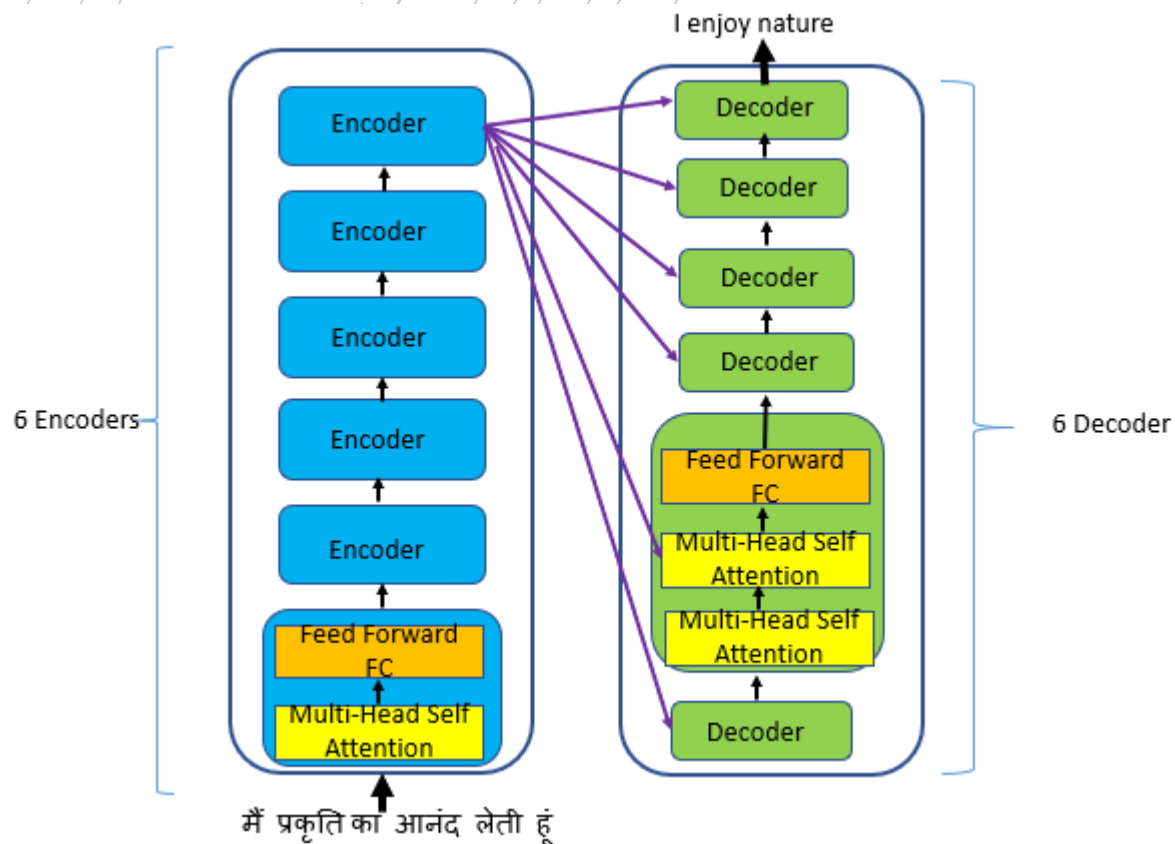 I enjoy nature
Encoder
Encoder
Encoder
Encoder
Encoder
Feed Forward
FC
Multi-Head Self
Attention
6 Encoders
मैं प्रकृति का आनंद लेती हूं
Decoder
Decoder
Decoder
Decoder
Feed Forward
FC
Multi-Head Self
Attention
Multi-Head Self
Attention
Decoder
6 Decoder